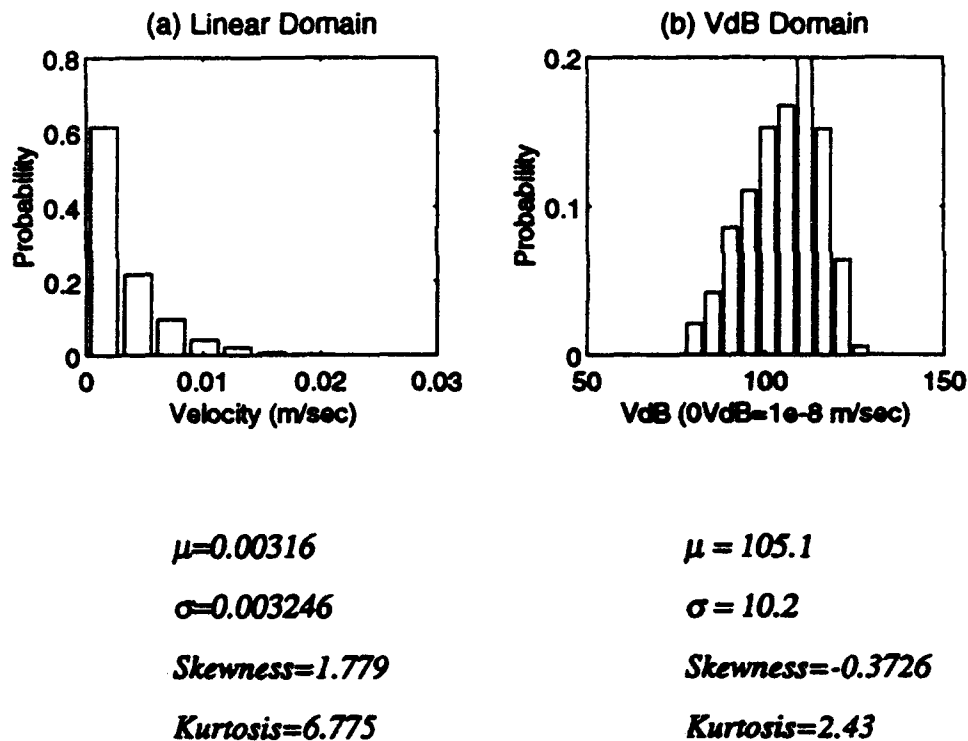 (a) Linear Domain
0.8
0.6
0.4
0.2
0
Probability
0
0.01
0.02
0.03
Velocity (m/sec)
(b) VdB Domain
0.2
0.1
0
Probability
50
100
150
VdB (0VdB=1e-8 m/sec)
μ=0.00316
σ=0.003246
Skewness=1.779
Kurtosis=6.775
μ = 105.1
σ = 10.2
Skewness=-0.3726
Kurtosis=2.43